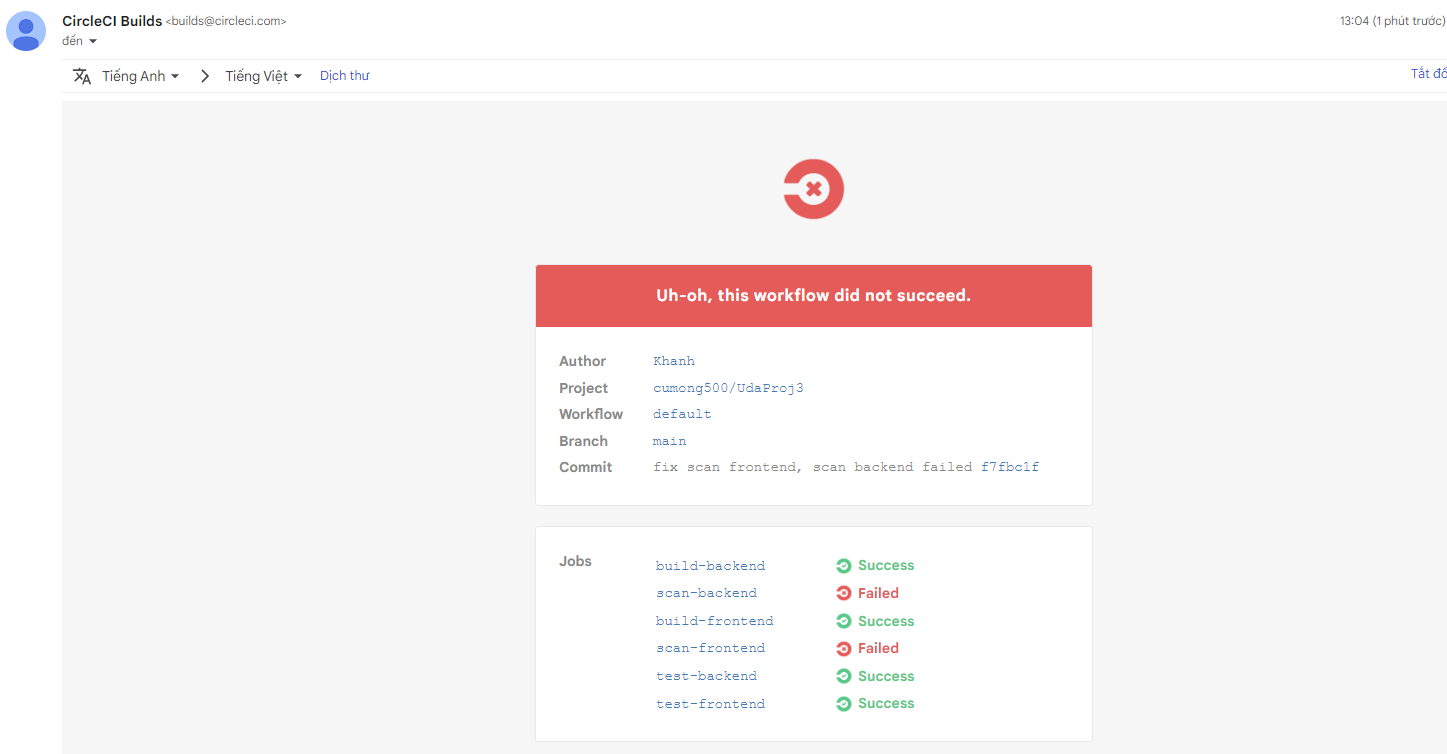 CircleCI Builds <builds@circleci.com> 13:04 (1 phút trước)
đến
Tiếng Anh Tiếng Việt Dịch thư Tắt đố
Uh-oh, this workflow did not succeed.
Author Khanh
Project cumong500/UdaProj3
Workflow default
Branch main
Commit fix scan frontend, scan backend failed f7fbc1f
Jobs build-backend Success
scan-backend Failed
build-frontend Success
scan-frontend Failed
test-backend Success
test-frontend Success